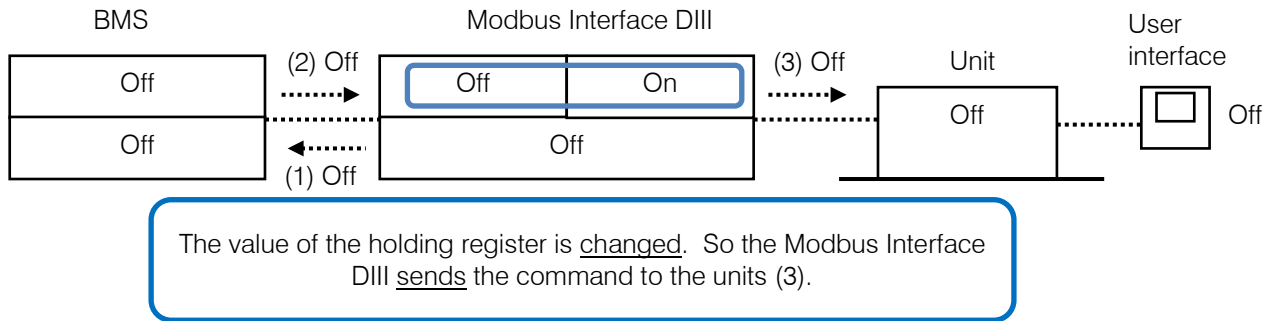 BMS
Modbus Interface DIII
User
interface
Unit
(2) Off
(3) Off
Off
Off
On
Off
Off
Off
Off
(1) Off
The value of the holding register is changed. So the Modbus Interface
DIII sends the command to the units (3).